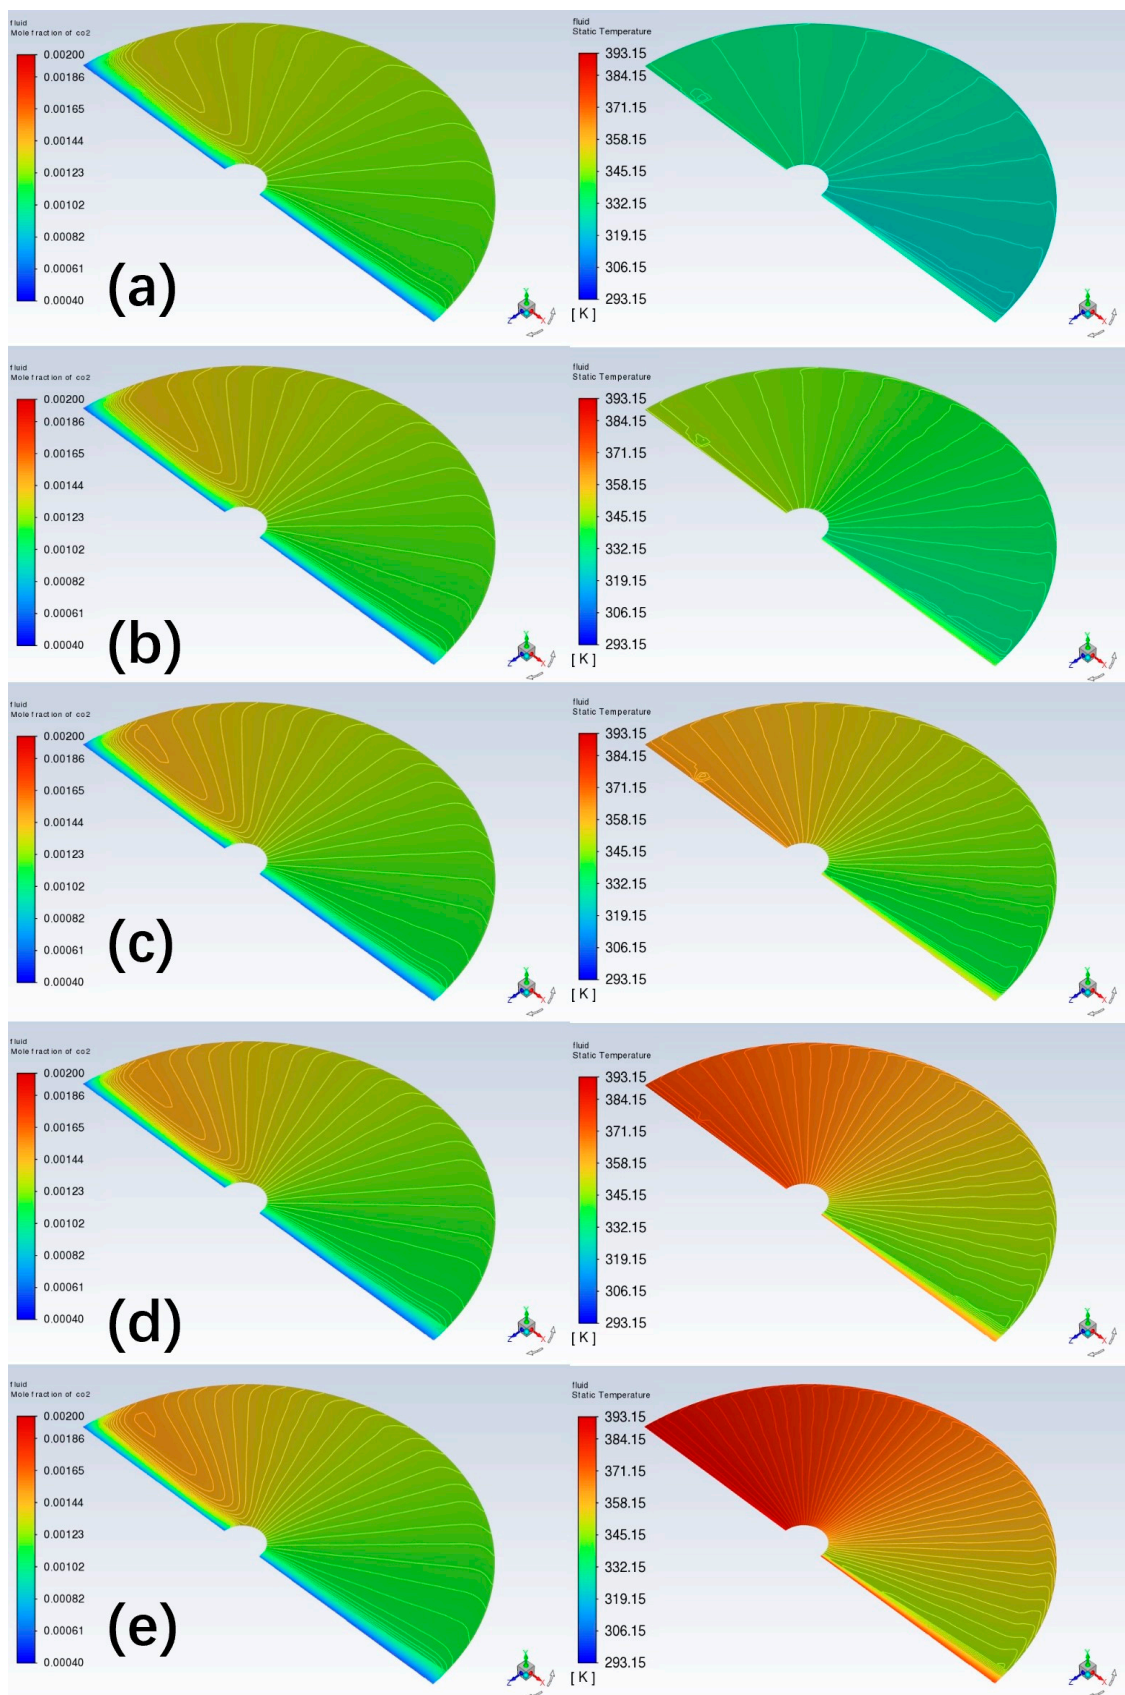 fluid
Mole fraction of co2
0.00200
0.00186
0.00165
0.00144
0.00123
0.00102
0.00082
0.00061
0.00040
(a)
Y
Z
X
fluid
Static Temperature
393.15
384.15
371.15
358.15
345.15
332.15
319.15
306.15
293.15
[ K ]
Y
Z
X
fluid
Mole fraction of co2
0.00200
0.00186
0.00165
0.00144
0.00123
0.00102
0.00082
0.00061
0.00040
(b)
Y
Z
X
fluid
Static Temperature
393.15
384.15
371.15
358.15
345.15
332.15
319.15
306.15
293.15
[ K ]
Y
Z
X
fluid
Mole fraction of co2
0.00200
0.00186
0.00165
0.00144
0.00123
0.00102
0.00082
0.00061
0.00040
(c)
Y
Z
X
fluid
Static Temperature
393.15
384.15
371.15
358.15
345.15
332.15
319.15
306.15
293.15
[ K ]
Y
Z
X
fluid
Mole fraction of co2
0.00200
0.00186
0.00165
0.00144
0.00123
0.00102
0.00082
0.00061
0.00040
(d)
Y
Z
X
fluid
Static Temperature
393.15
384.15
371.15
358.15
345.15
332.15
319.15
306.15
293.15
[ K ]
Y
Z
X
fluid
Mole fraction of co2
0.00200
0.00186
0.00165
0.00144
0.00123
0.00102
0.00082
0.00061
0.00040
(e)
Y
Z
X
fluid
Static Temperature
393.15
384.15
371.15
358.15
345.15
332.15
319.15
306.15
293.15
[ K ]
Y
Z
X